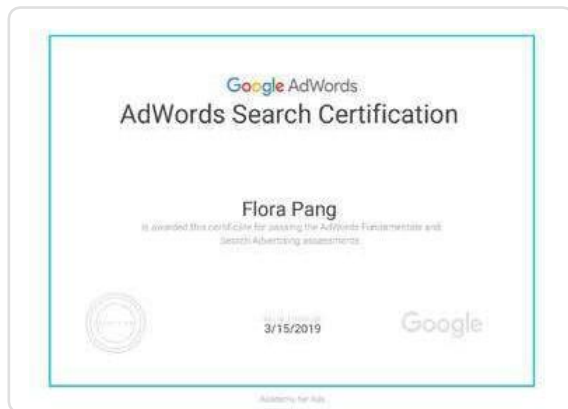 Google AdWords
AdWords Search Certification
Flora Pang
is awarded this certificate for passing the AdWords Fundamentals and
Search Advertising assessments
3/15/2019
Google
Academy for Ads